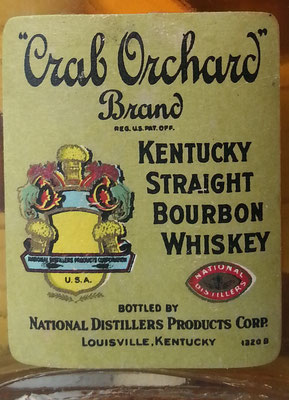 "Crab Orchard"
Brand
REG. U.S. PAT. OFF.
KENTUCKY
STRAIGHT
BOURBON
WHISKEY
NATIONAL DISTILLERS PRODUCTS CORPORATION
U.S.A.
NATIONAL
DISTILLERS
BOTTLED BY
NATIONAL DISTILLERS PRODUCTS CORP.
LOUISVILLE, KENTUCKY 1320 B